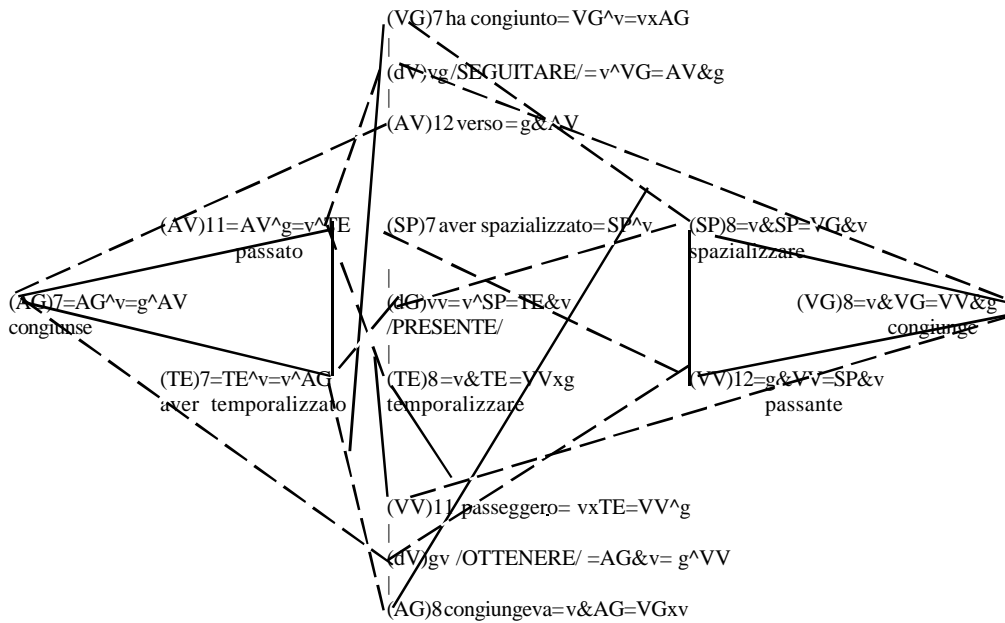 (VG)7 ha congiunto= VG^v=vxAG
(dV)vg /SEGUITARE/= v^VG=AV&g
(AV)12 verso = g&AV
(AV)11=AV^g=v^TE
passato
(SP)7 aver spazializzato=SP^v
(SP)8=v&SP=VG&v
spazializzare
(AG)7=AG^v=g^AV
congiunse
(dG)vv=v^SP=TE&v
/PRESENTE/
(VG)8=v&VG=VV&g
congiunge
(TE)7=TE^v=v^AG
aver temporalizzato
(TE)8=v&TE=VVxg
temporalizzare
(VV)12=g&VV=SP&v
passante
(VV)11 passeggero= vxTE=VV^g
(dV)gv /OTTENERE/ =AG&v= g^VV
(AG)8congiungeva=v&AG=VGxv